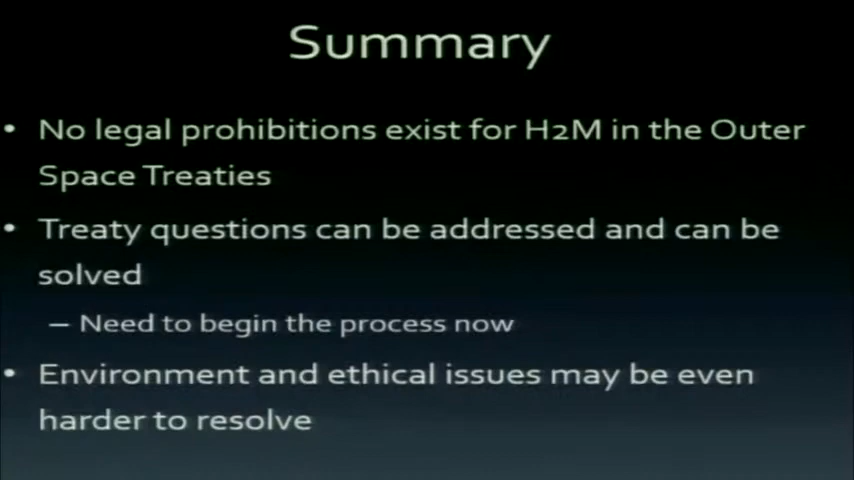 Summary
• No legal prohibitions exist for H2M in the Outer
Space Treaties
• Treaty questions can be addressed and can be
solved
– Need to begin the process now
• Environment and ethical issues may be even
harder to resolve